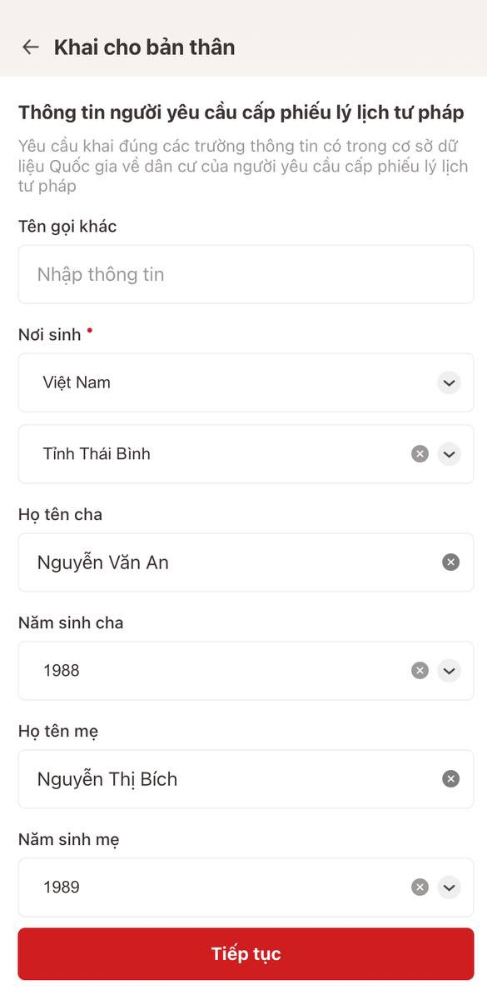 Khai cho bản thân
Thông tin người yêu cầu cấp phiếu lý lịch tư pháp
Yêu cầu khai đúng các trường thông tin có trong cơ sở dữ
liệu Quốc gia về dân cư của người yêu cầu cấp phiếu lý lịch
tư pháp
Tên gọi khác
Nhập thông tin
Nơi sinh
Việt Nam
Tỉnh Thái Bình
Họ tên cha
Nguyễn Văn An
Năm sinh cha
1988
Họ tên mẹ
Nguyễn Thị Bích
Năm sinh mẹ
1989
Tiếp tục